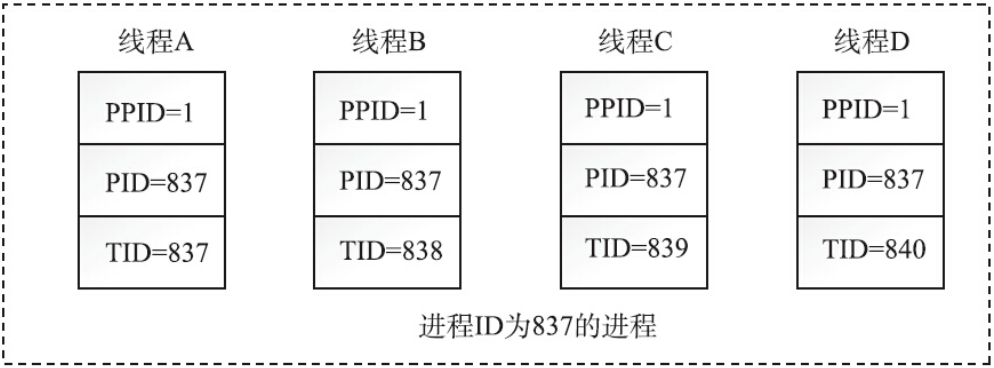 线程A
线程B
线程C
线程D
PPID=1
PPID=1
PPID=1
PPID=1
PID=837
PID=837
PID=837
PID=837
TID=837
TID=838
TID=839
TID=840
进程ID为837的进程